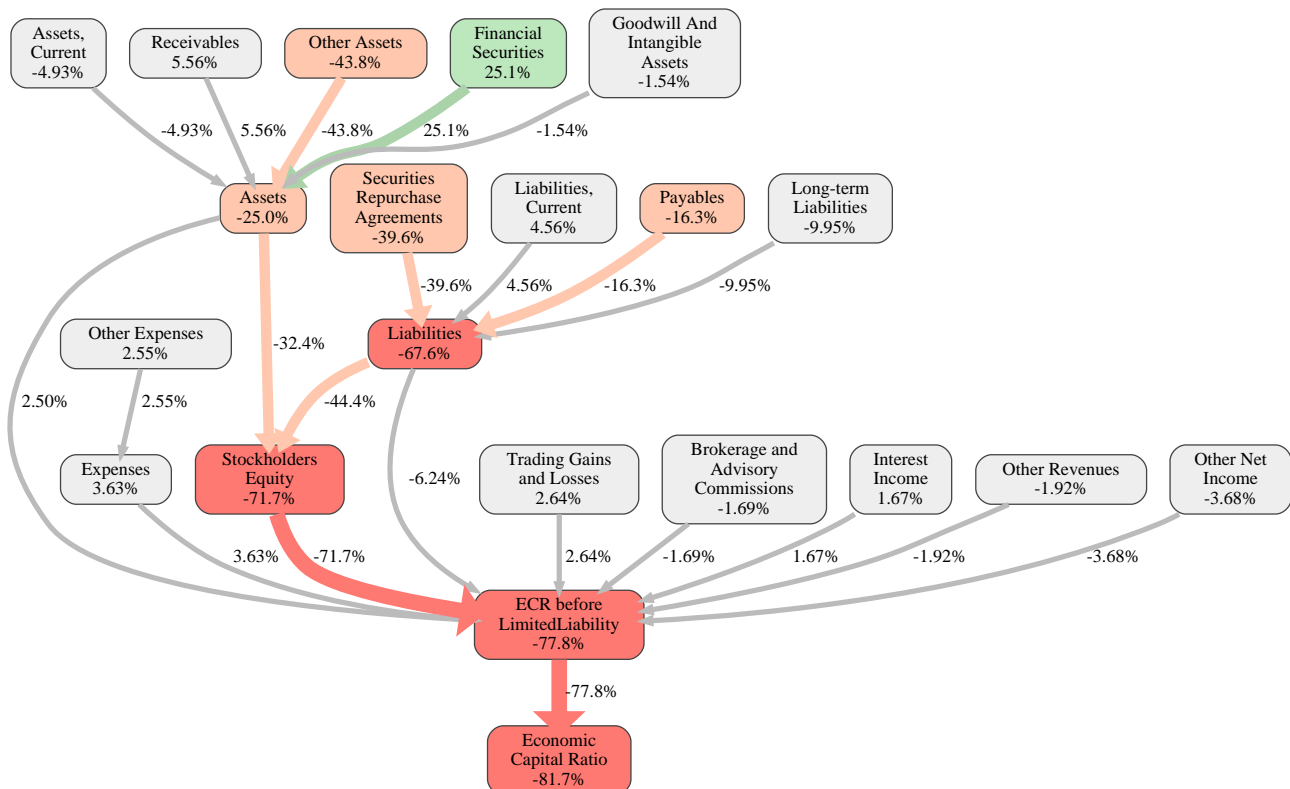 Assets,
Current
-4.93%
Receivables
5.56%
Other Assets
-43.8%
Financial
Securities
25.1%
Goodwill And
Intangible
Assets
-1.54%
-4.93%
5.56%
-43.8%
25.1%
-1.54%
Assets
-25.0%
Securities
Repurchase
Agreements
-39.6%
Liabilities,
Current
4.56%
Payables
-16.3%
Long-term
Liabilities
-9.95%
-39.6%
4.56%
-16.3%
-9.95%
Other Expenses
2.55%
-32.4%
Liabilities
-67.6%
2.50%
2.55%
-44.4%
Expenses
3.63%
Stockholders
Equity
-71.7%
-6.24%
Trading Gains
and Losses
2.64%
Brokerage and
Advisory
Commissions
-1.69%
Interest
Income
1.67%
Other Revenues
-1.92%
Other Net
Income
-3.68%
3.63%
-71.7%
2.64%
-1.69%
1.67%
-1.92%
-3.68%
ECR before
LimitedLiability
-77.8%
-77.8%
Economic
Capital Ratio
-81.7%